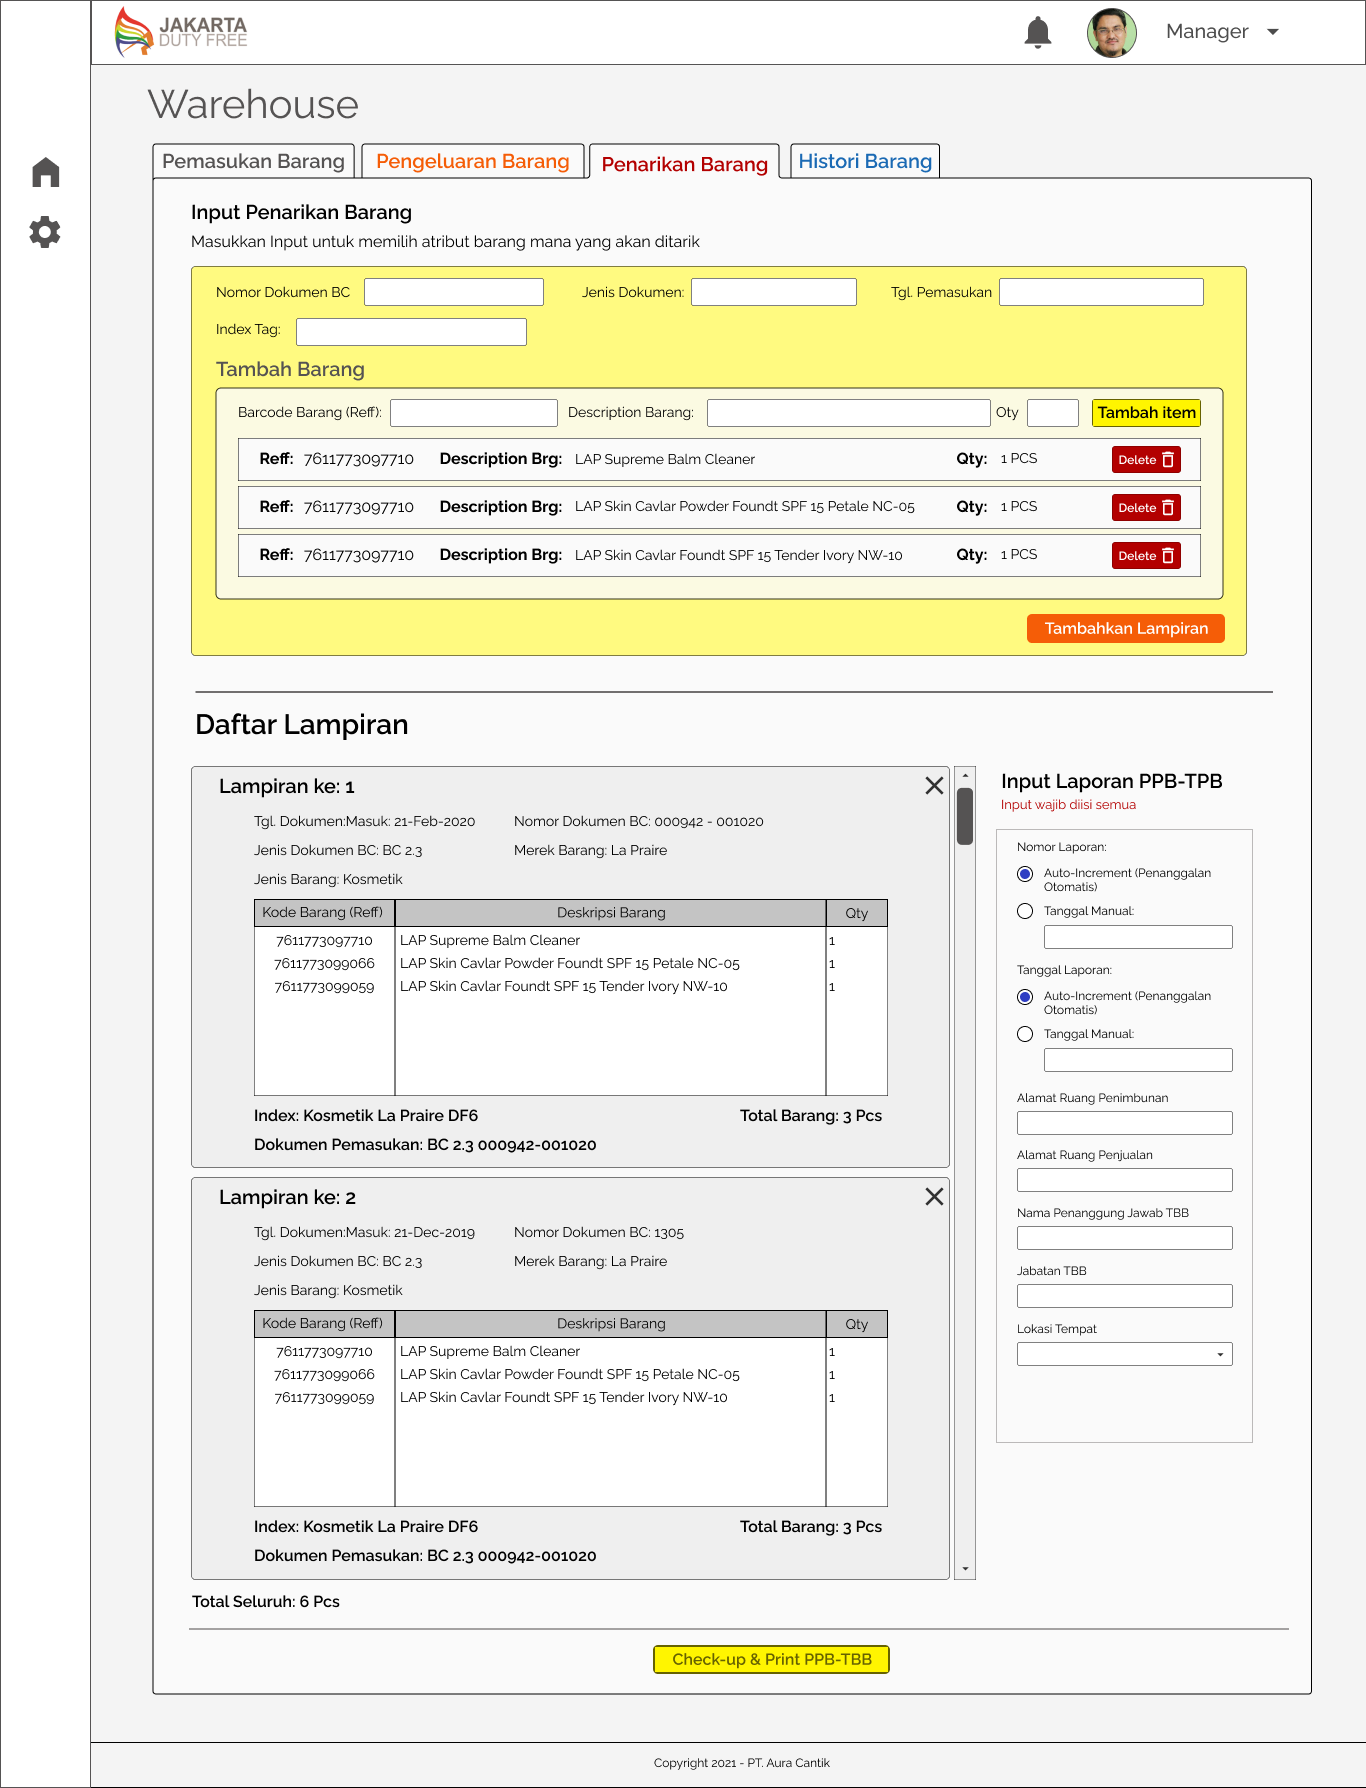 JAKARTA
DUTY FREE
Manager
Warehouse
Pemasukan Barang
Pengeluaran Barang
Penarikan Barang
Histori Barang
Input Penarikan Barang
Masukkan Input untuk memilih atribut barang mana yang akan ditarik
Nomor Dokumen BC
Jenis Dokumen:
Tgl. Pemasukan
Index Tag:
Tambah Barang
Barcode Barang (Reff):
Description Barang:
Qty
Tambah item
Reff: 7611773097710 Description Brg: LAP Supreme Balm Cleaner Qty: 1 PCS Delete
Reff: 7611773097710 Description Brg: LAP Skin Cavlar Powder Foundt SPF 15 Petale NC-05 Qty: 1 PCS Delete
Reff: 7611773097710 Description Brg: LAP Skin Cavlar Foundt SPF 15 Tender Ivory NW-10 Qty: 1 PCS Delete
Tambahkan Lampiran
Daftar Lampiran
Lampiran ke: 1
Tgl. Dokumen:Masuk: 21-Feb-2020 Nomor Dokumen BC: 000942 - 001020
Jenis Dokumen BC: BC 2.3 Merek Barang: La Praire
Jenis Barang: Kosmetik
Kode Barang (Reff) Deskripsi Barang Qty
7611773097710 LAP Supreme Balm Cleaner 1
7611773099066 LAP Skin Cavlar Powder Foundt SPF 15 Petale NC-05 1
7611773099059 LAP Skin Cavlar Foundt SPF 15 Tender Ivory NW-10 1
Index: Kosmetik La Praire DF6 Total Barang: 3 Pcs
Dokumen Pemasukan: BC 2.3 000942-001020
Lampiran ke: 2
Tgl. Dokumen:Masuk: 21-Dec-2019 Nomor Dokumen BC: 1305
Jenis Dokumen BC: BC 2.3 Merek Barang: La Praire
Jenis Barang: Kosmetik
Kode Barang (Reff) Deskripsi Barang Qty
7611773097710 LAP Supreme Balm Cleaner 1
7611773099066 LAP Skin Cavlar Powder Foundt SPF 15 Petale NC-05 1
7611773099059 LAP Skin Cavlar Foundt SPF 15 Tender Ivory NW-10 1
Index: Kosmetik La Praire DF6 Total Barang: 3 Pcs
Dokumen Pemasukan: BC 2.3 000942-001020
Total Seluruh: 6 Pcs
Input Laporan PPB-TPB
Input wajib diisi semua
Nomor Laporan:
Auto-Increment (Penanggalan
Otomatis)
Tanggal Manual:
Tanggal Laporan:
Auto-Increment (Penanggalan
Otomatis)
Tanggal Manual:
Alamat Ruang Penimbunan
Alamat Ruang Penjualan
Nama Penanggung Jawab TBB
Jabatan TBB
Lokasi Tempat
Check-up & Print PPB-TBB
Copyright 2021 - PT. Aura Cantik